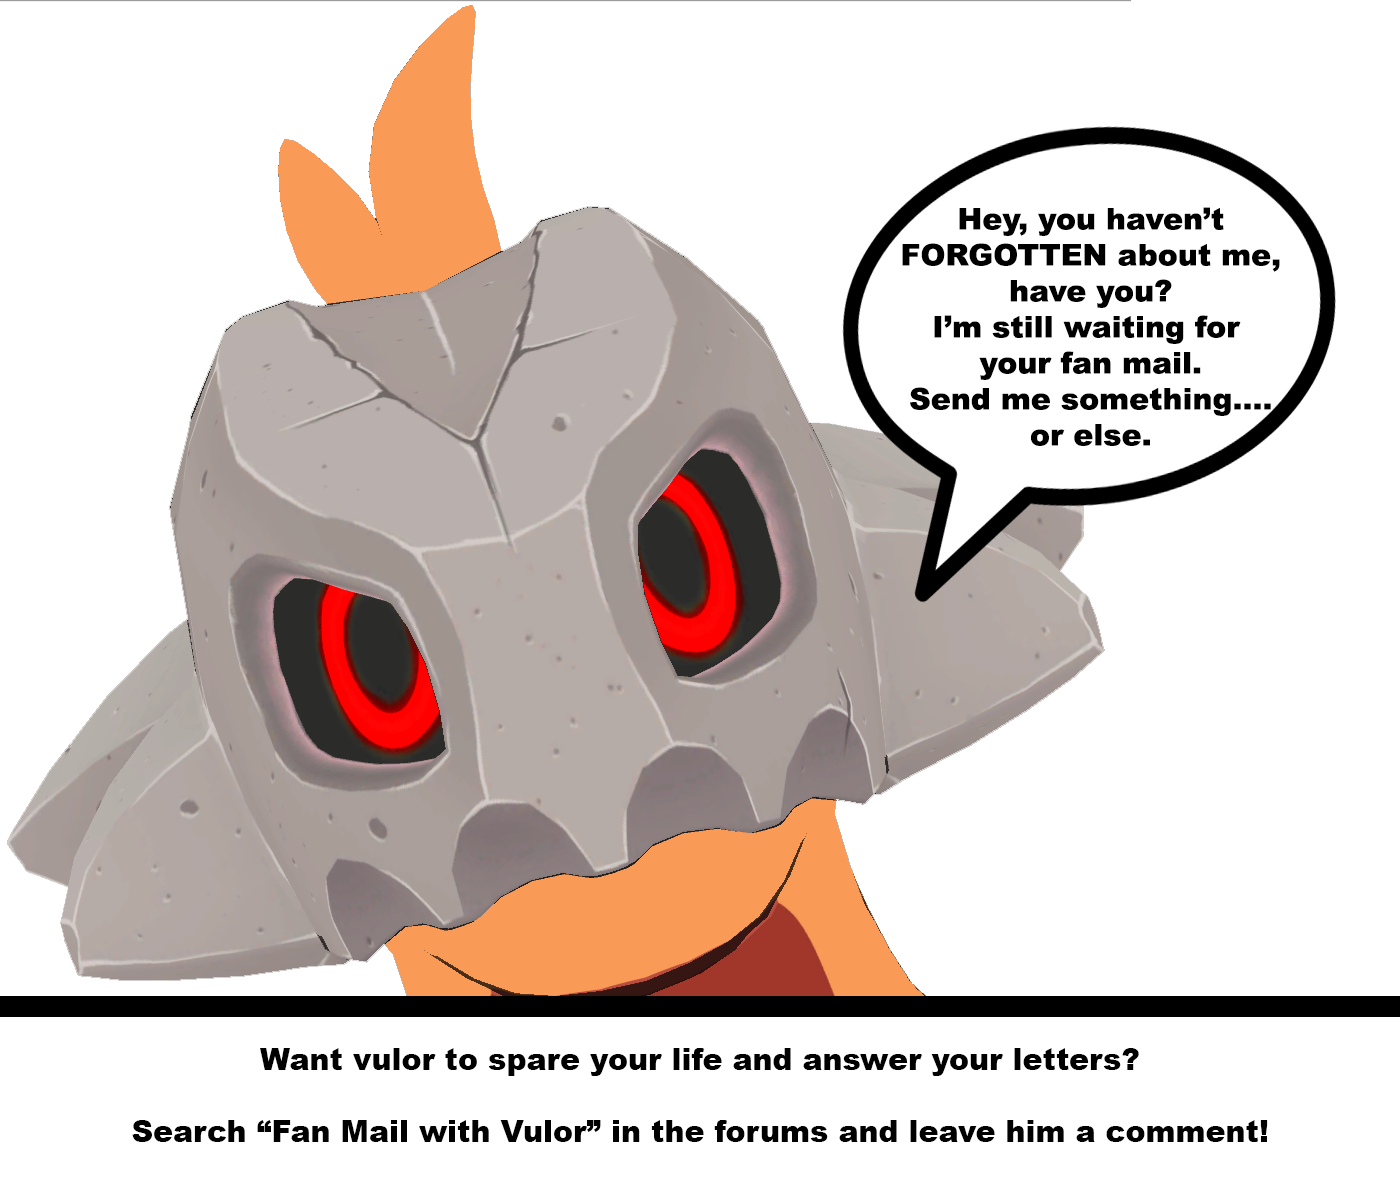 Hey, you haven’t
FORGOTTEN about me,
have you?
I’m still waiting for
your fan mail.
Send me something....
or else.
Want vulor to spare your life and answer your letters?
Search “Fan Mail with Vulor” in the forums and leave him a comment!